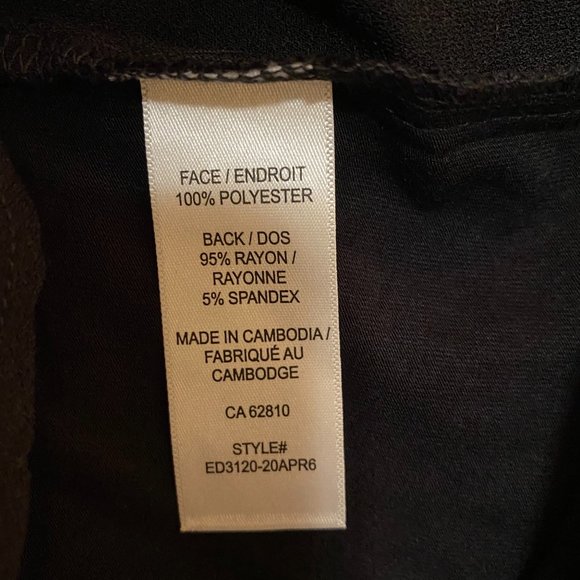 FACE / ENDROIT
100% POLYESTER
BACK / DOS
95% RAYON /
RAYONNE
5% SPANDEX
MADE IN CAMBODIA /
FABRIQUÉ AU
CAMBODGE
CA 62810
STYLE#
ED3120-20APR6